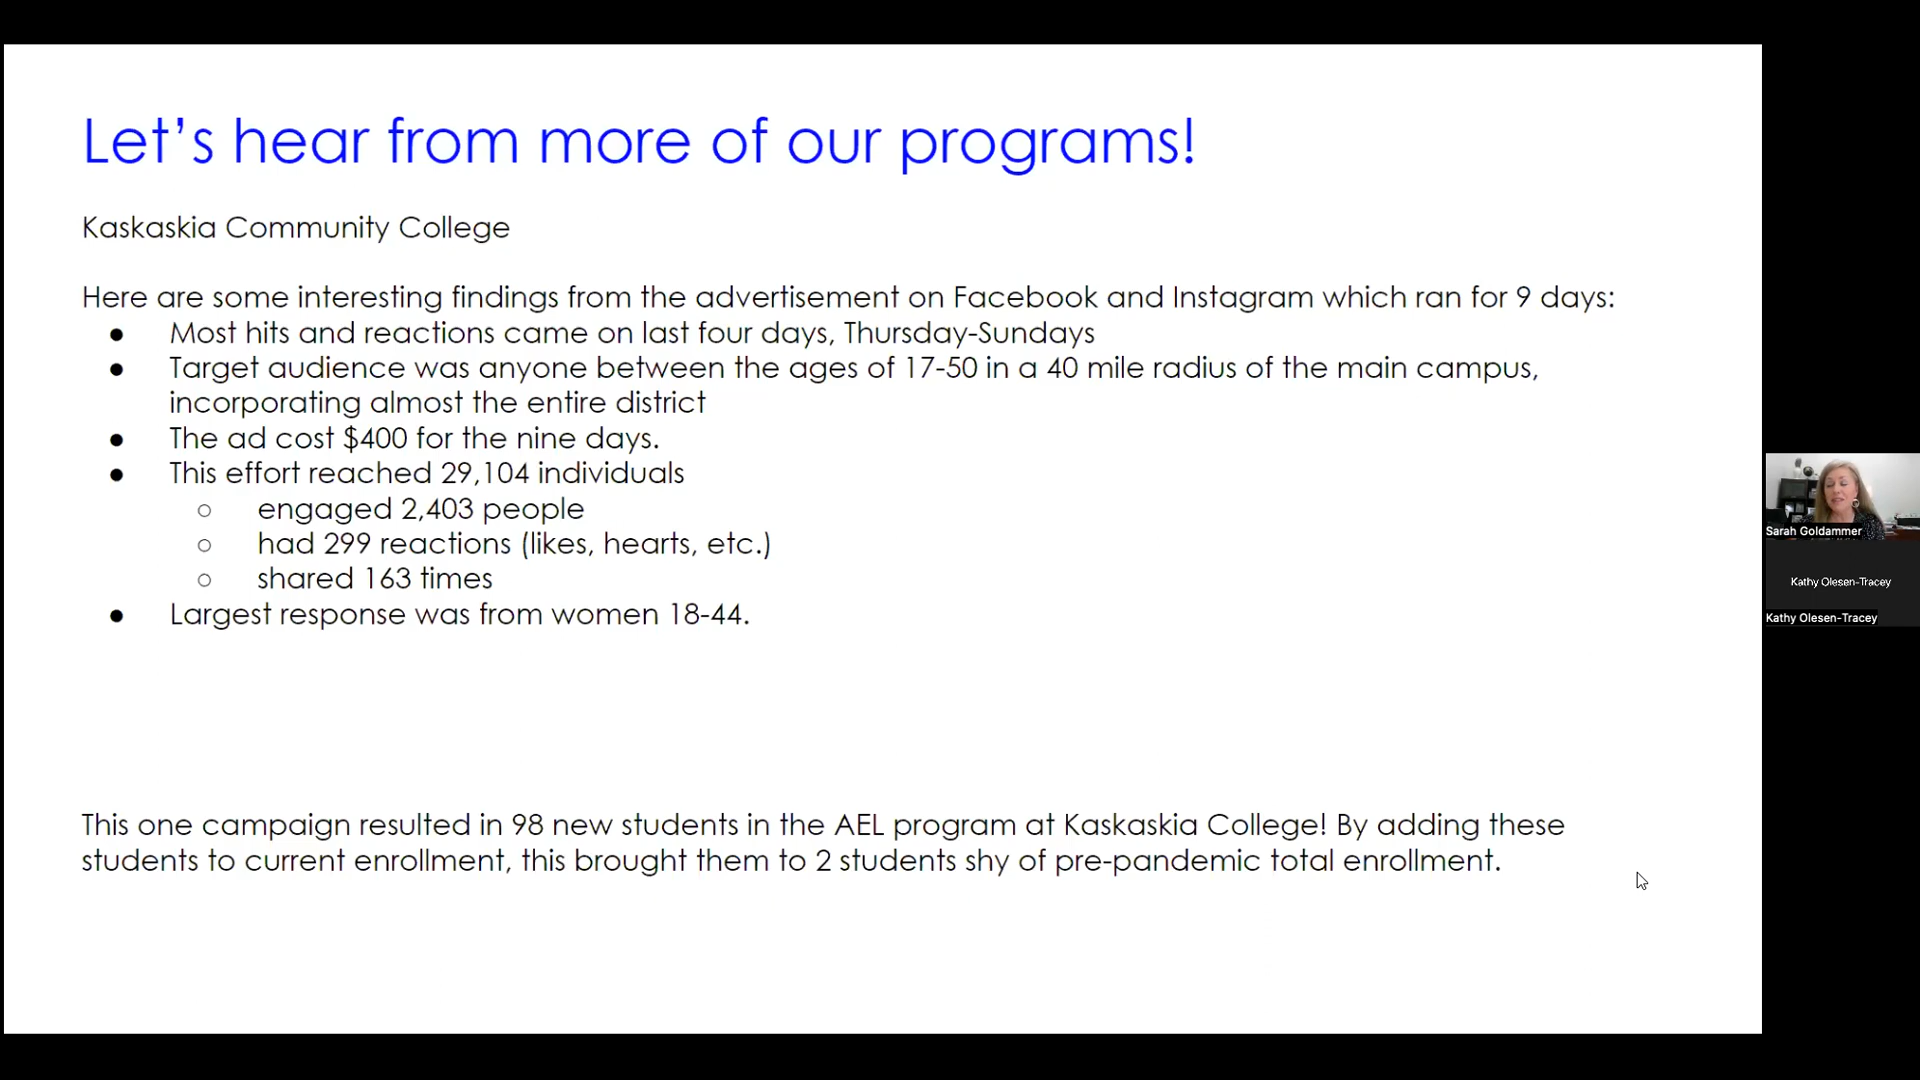 Let's hear from more of our programs!
Kaskaskia Community College
Here are some interesting findings from the advertisement on Facebook and Instagram which ran for 9 days:
● Most hits and reactions came on last four days, Thursday-Sundays
● Target audience was anyone between the ages of 17-50 in a 40 mile radius of the main campus,
incorporating almost the entire district
● The ad cost $400 for the nine days.
● This effort reached 29,104 individuals
○ engaged 2,403 people
○ had 299 reactions (likes, hearts, etc.)
○ shared 163 times
● Largest response was from women 18-44.
This one campaign resulted in 98 new students in the AEL program at Kaskaskia College! By adding these
students to current enrollment, this brought them to 2 students shy of pre-pandemic total enrollment.
Sarah Goldammer
Kathy Olesen-Tracey
Kathy Olesen-Tracey